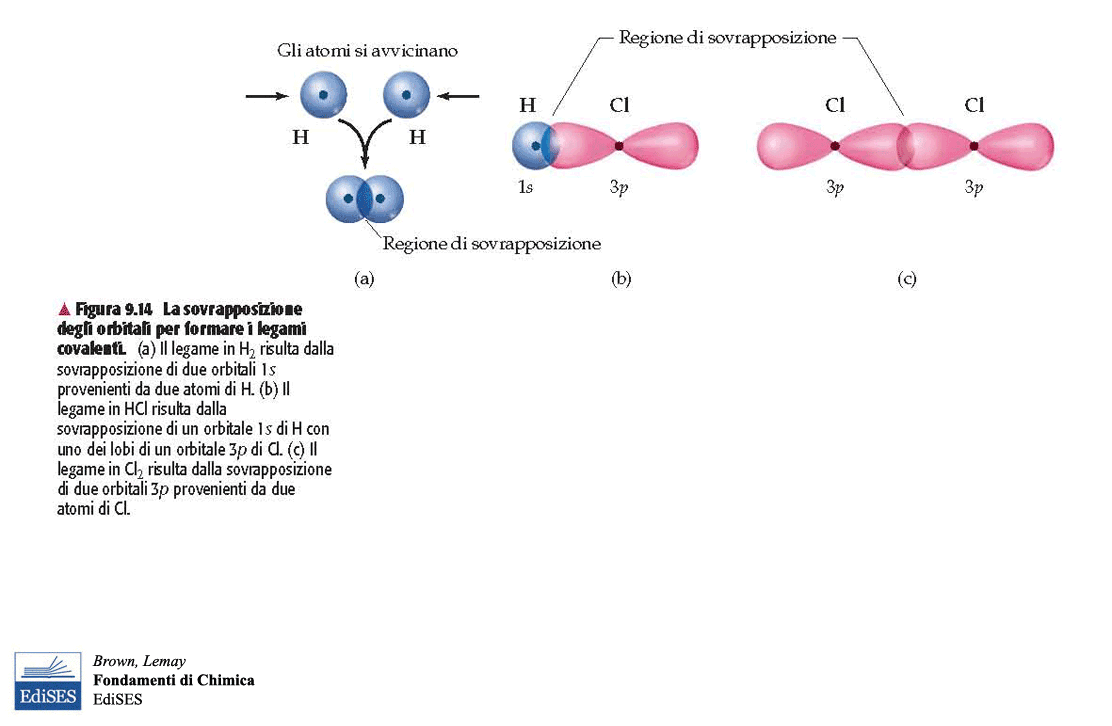 Gli atomi si avvicinano
H
H
Regione di sovrapposizione
(a)
Regione di sovrapposizione
H
Cl
1s
3p
(b)
Cl
Cl
3p
3p
(c)
▲ Figura 9.14 La sovrapposizione
degli orbitali per formare i legami
covalenti. (a) Il legame in H₂ risulta dalla
sovrapposizione di due orbitali 1s
provenienti da due atomi di H. (b) Il
legame in HCl risulta dalla
sovrapposizione di un orbitale 1s di H con
uno dei lobi di un orbitale 3p di Cl. (c) Il
legame in Cl₂ risulta dalla sovrapposizione
di due orbitali 3p provenienti da due
atomi di Cl.
EdiSES
Brown, Lemay
Fondamenti di Chimica
EdiSES